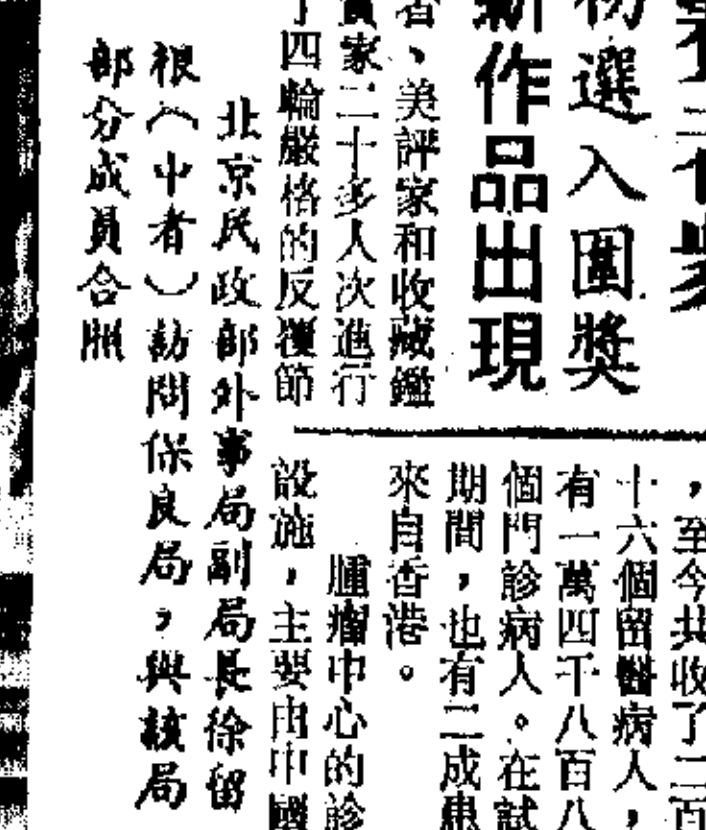 新作品出現
初選入圍獎
者、美評家和收藏鑑
賞家二十多人次進行
了四輪嚴格的反覆節
，至今共收了二百
十六個留醫病人，
有一萬四千八百八
個門診病人。在試
期間，也有二成患
來自香港。
腫瘤中心的診
設施，主要由中國
北京民政部外事局副局長徐留
根（中者）訪問保良局，與該局
部分成員合照